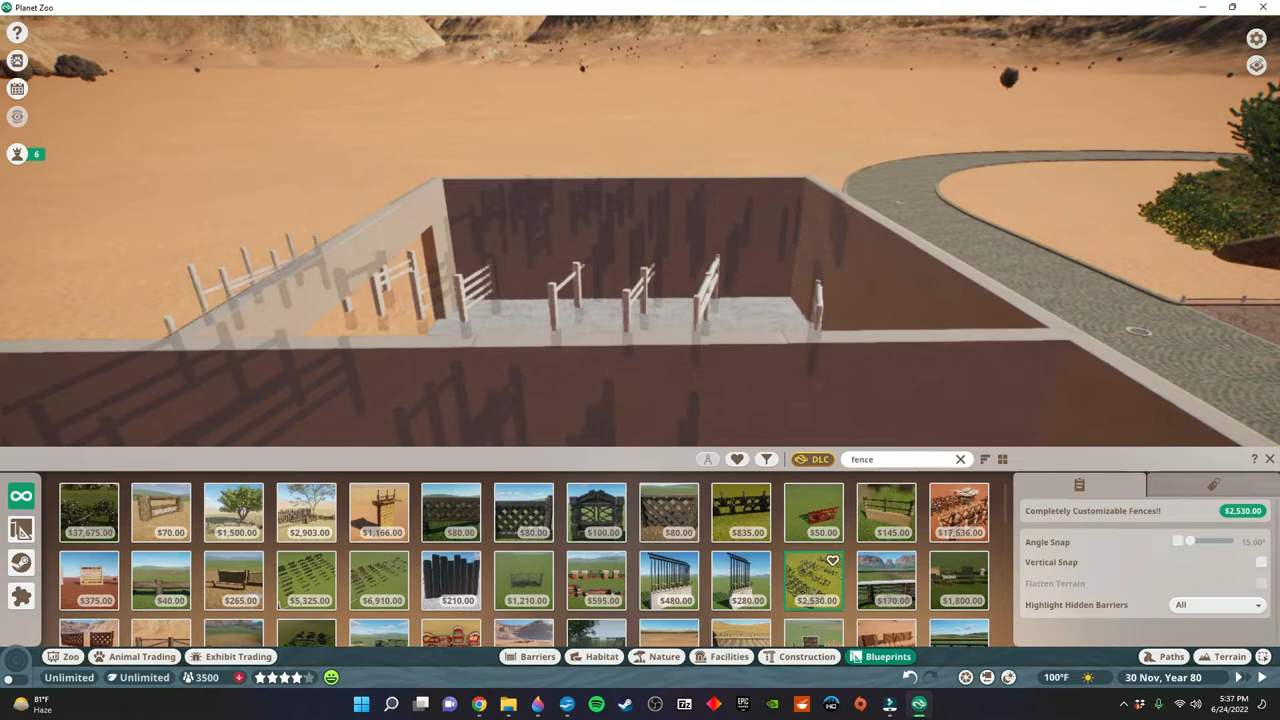 Planet Zoo
?
6
DLC
fence
?
$37,675.00
$70.00
$1,500.00
$2,903.00
$1,166.00
$80.00
$80.00
$100.00
$80.00
$835.00
$50.00
$145.00
$17,636.00
$375.00
$40.00
$265.00
$5,325.00
$6,910.00
$210.00
$1,210.00
$595.00
$480.00
$280.00
$2,530.00
$170.00
$1,800.00
Completely Customizable Fences!!
$2,530.00
Angle Snap
15.00°
Vertical Snap
Flatten Terrain
Highlight Hidden Barriers
All
Zoo
Animal Trading
Exhibit Trading
Barriers
Habitat
Nature
Facilities
Construction
Blueprints
Paths
Terrain
Unlimited
Unlimited
3500
100°F
30 Nov, Year 80
81°F
Haze
5:37 PM
6/24/2022